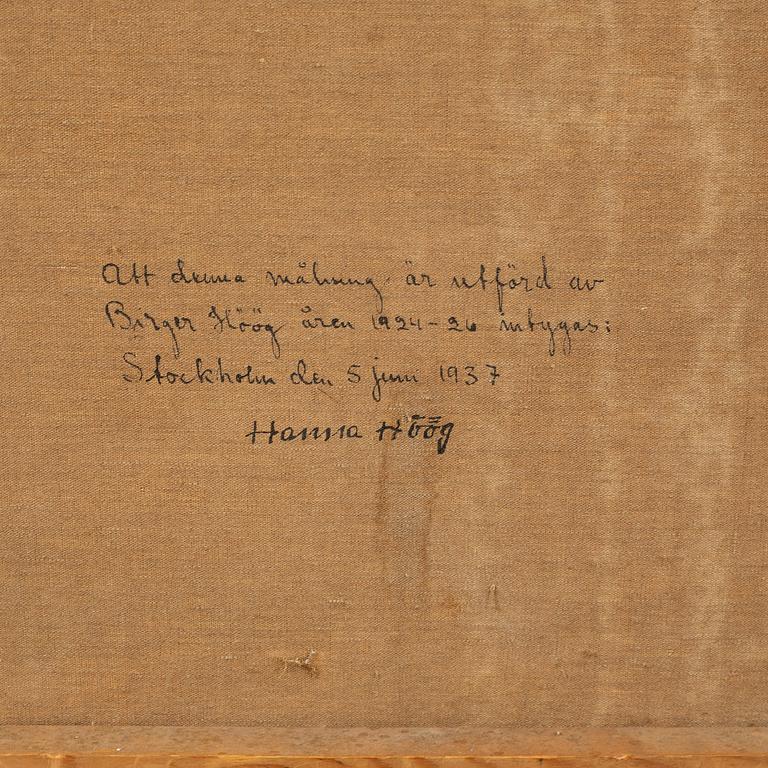 Att denna målning är utförd av
Birger Höög åren 1924-26 intygas:
Stockholm den 5 juni 1937
Hanna Höög